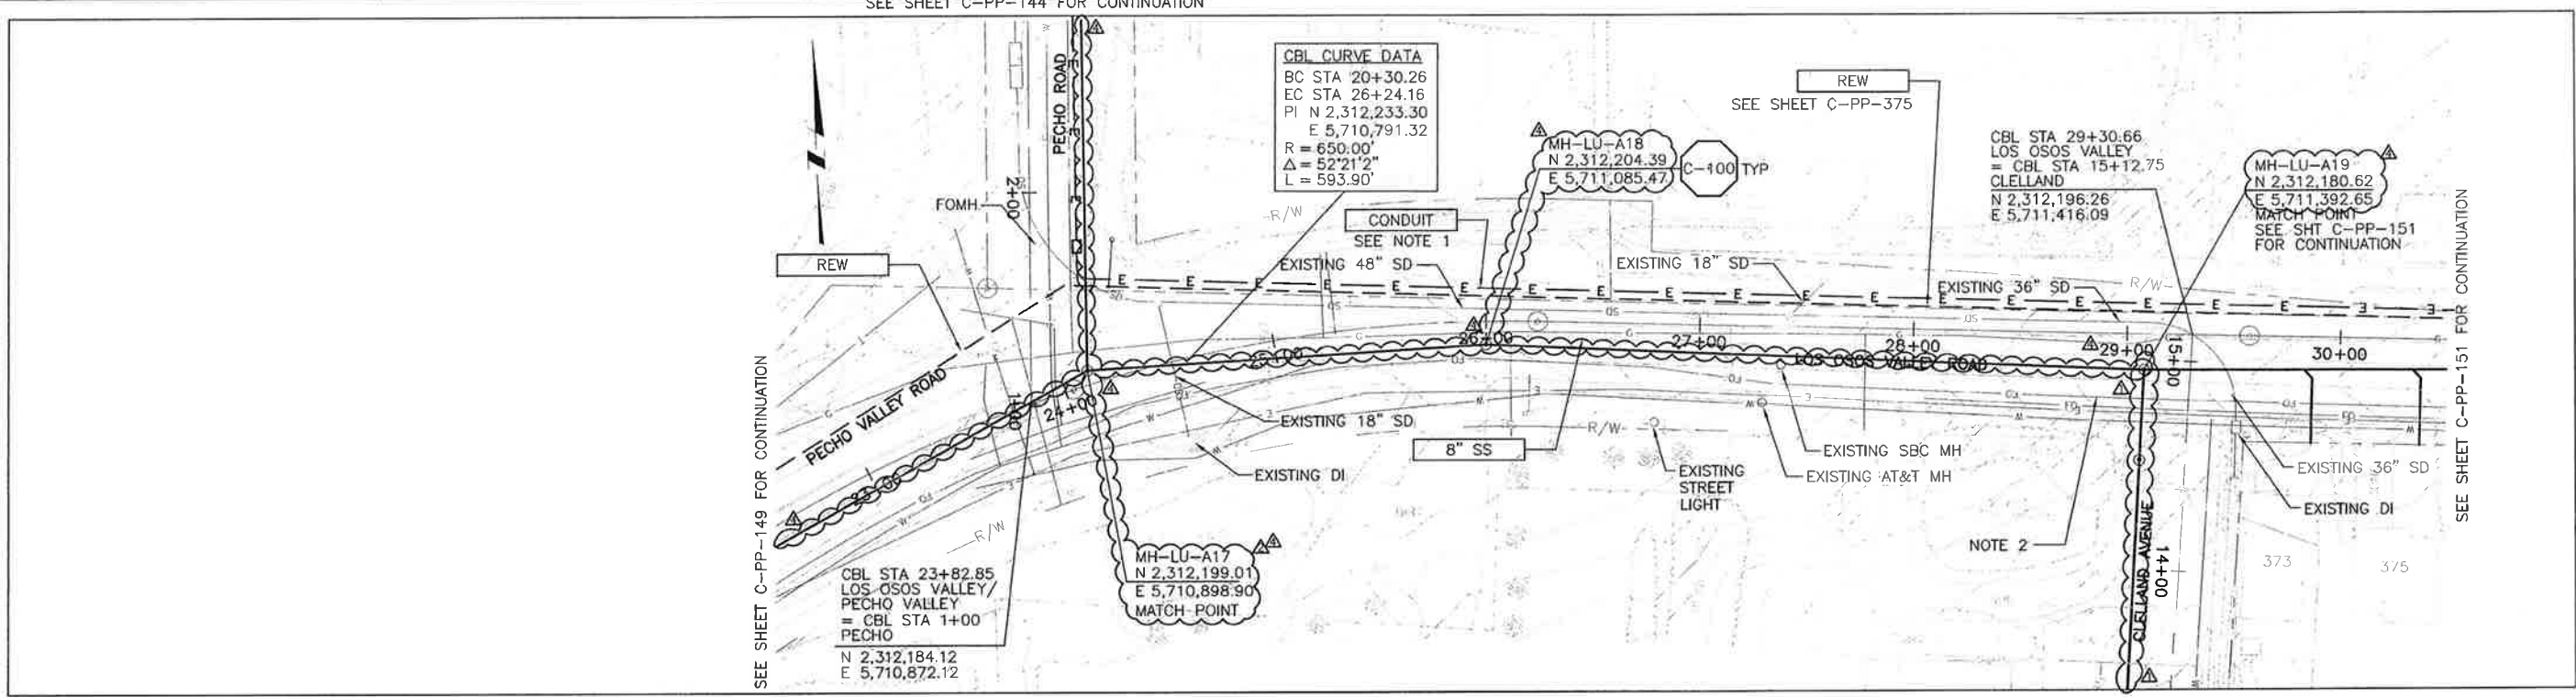 SEE SHEET C-PP-144 FOR CONTINUATION
PECHO ROAD
CBL CURVE DATA
BC STA 20+30.26
EC STA 26+24.16
PI N 2,312,233.30
E 5,710,791.32
R = 650.00'
Δ = 52°21'2"
L = 593.90'
REW
SEE SHEET C-PP-375
MH-LU-A18
N 2,312,204.39
E 5,711,085.47
C-100 TYP
CBL STA 29+30.66
LOS OSOS VALLEY
= CBL STA 15+12.75
CLELLAND
N 2,312,196.26
E 5,711,416.09
MH-LU-A19
N 2,312,180.62
E 5,711,392.65
MATCH POINT
SEE SHT C-PP-151
FOR CONTINUATION
FOMH
2+00
R/W
CONDUIT
SEE NOTE 1
REW
EXISTING 48" SD
EXISTING 18" SD
EXISTING 36" SD
R/W
E E E E E E E E E E E E E E E E E E E E
25+00
26+00
27+00
28+00
29+00
15+00
30+00
LOS OSOS VALLEY ROAD
PECHO VALLEY ROAD
23+00
24+00
1+00
EXISTING 18" SD
8" SS
R/W
EXISTING DI
EXISTING SBC MH
EXISTING AT&T MH
EXISTING
STREET
LIGHT
EXISTING 36" SD
EXISTING DI
NOTE 2
R/W
CLELLAND AVENUE
14+00
373
375
MH-LU-A17
N 2,312,199.01
E 5,710,898.90
MATCH POINT
CBL STA 23+82.85
LOS OSOS VALLEY/
PECHO VALLEY
= CBL STA 1+00
PECHO
N 2,312,184.12
E 5,710,872.12
SEE SHEET C-PP-149 FOR CONTINUATION
SEE SHEET C-PP-151 FOR CONTINUATION